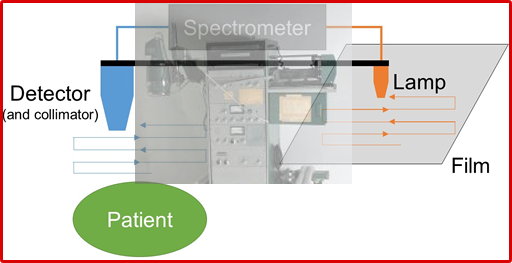 Spectrometer
Detector
(and collimator)
Lamp
Film
Patient